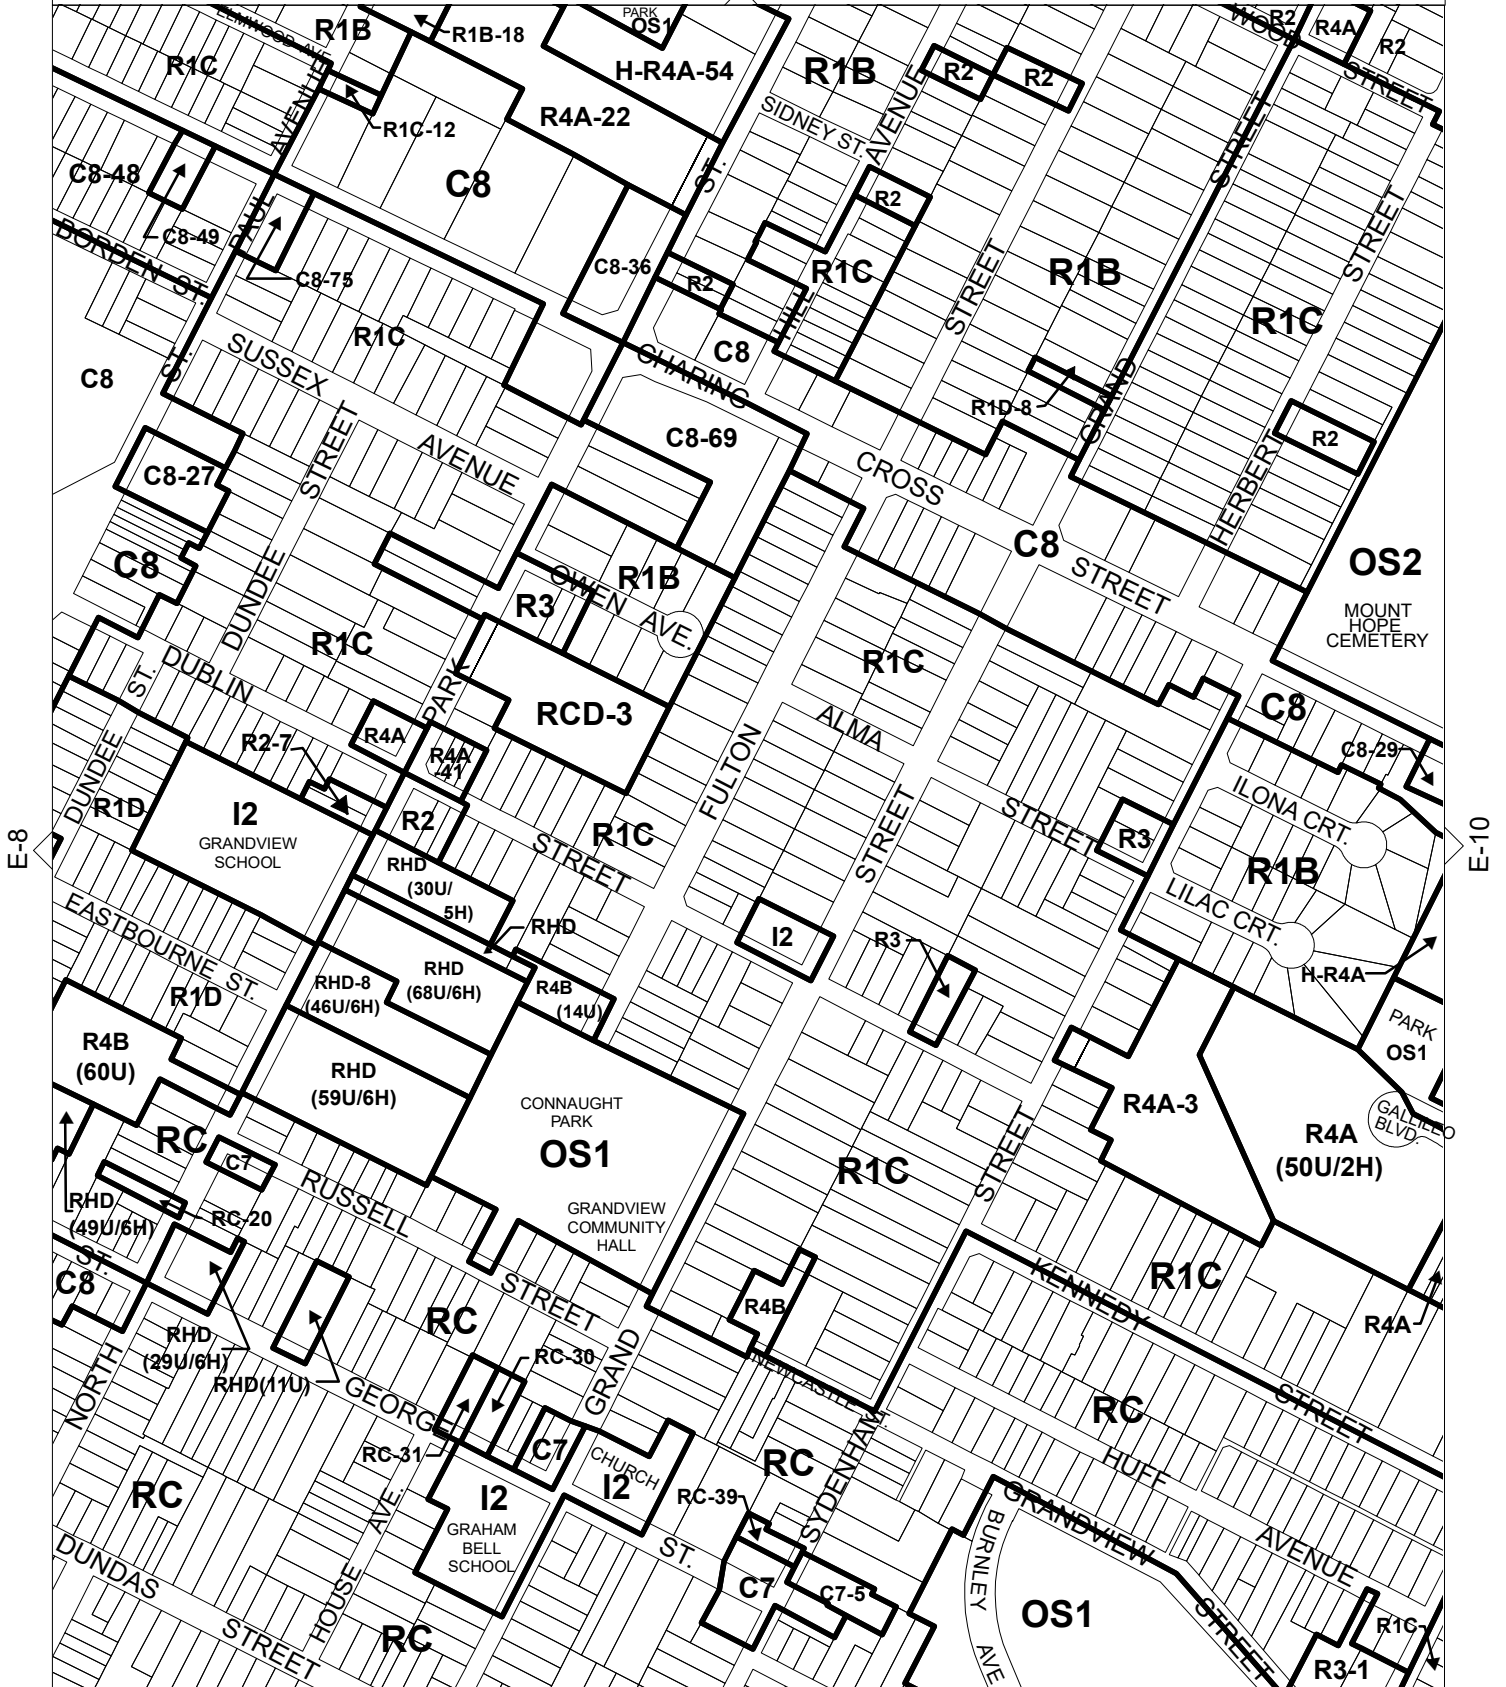 PARK
OS1
R1B
R1B-18
R2
R4A
R2
WOOD
STREET
ELMWOOD AVE.
R1C
H-R4A-54
R1B
R2
R2
AVENUE
R1C-12
R4A-22
SIDNEY ST.
AVENUE
STREET
C8-48
C8
ST.
R2
STREET
C8-49
PAUL
BORDEN ST.
C8-75
C8-36
R2
R1C
HILL
STREET
R1B
R1C
R1C
SUSSEX
C8
CHARING
ST.
C8
R1D-8
GRAND
C8-69
R2
STREET
AVENUE
CROSS
C8-27
HERBERT
C8
C8
STREET
OS2
MOUNT
HOPE
CEMETERY
DUNDEE
OWEN AVE.
R1B
R3
R1C
R1C
DUBLIN
ST.
PARK
RCD-3
ALMA
C8
R4A
R2-7
R4A
-41
C8-29
DUNDEE
FULTON
R1D
I2
GRANDVIEW
SCHOOL
R2
STREET
R1C
STREET
STREET
R3
ILONA CRT.
R1B
E-8
E-10
RHD
(30U/
5H)
LILAC CRT.
EASTBOURNE ST.
RHD
I2
R3
H-R4A
R1D
RHD-8
(46U/6H)
RHD
(68U/6H)
R4B
(14U)
PARK
OS1
R4B
(60U)
RHD
(59U/6H)
CONNAUGHT
PARK
OS1
R4A-3
GALLILEO
BLVD.
R4A
(50U/2H)
RC
C7
STREET
R1C
RHD
(49U/6H)
RC-20
RUSSELL
GRANDVIEW
COMMUNITY
HALL
ST.
C8
STREET
R4B
KENNEDY
R1C
RC
R4A
RHD
(29U/6H)
RHD(11U)
RC-30
GRAND
NEWCASTLE
NORTH
GEORGE
STREET
RC
RC-31
C7
CHURCH
I2
RC
SYDENHAM
HUFF
RC
I2
GRAHAM
BELL
SCHOOL
RC-39
GRANDVIEW
AVENUE
AVE.
HOUSE
DUNDAS
ST.
C7
C7-5
BURNLEY AVE
OS1
STREET
RC
STREET
R1C
R3-1